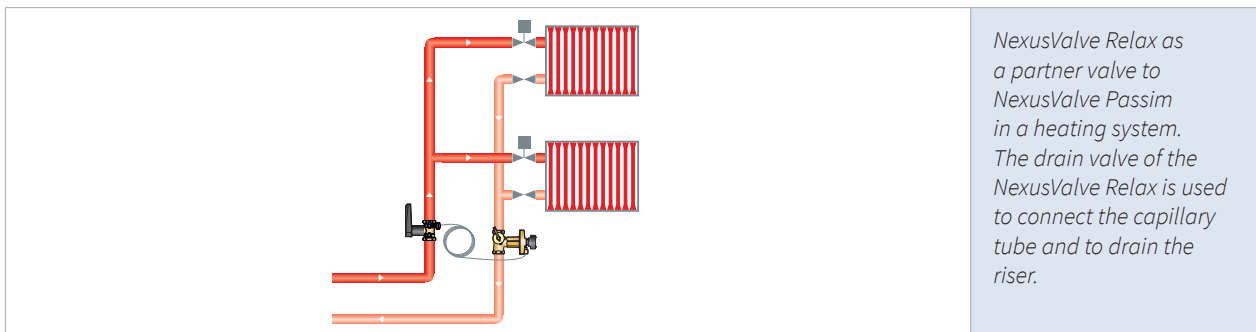 NexusValve Relax as
a partner valve to
NexusValve Passim
in a heating system.
The drain valve of the
NexusValve Relax is used
to connect the capillary
tube and to drain the
riser.